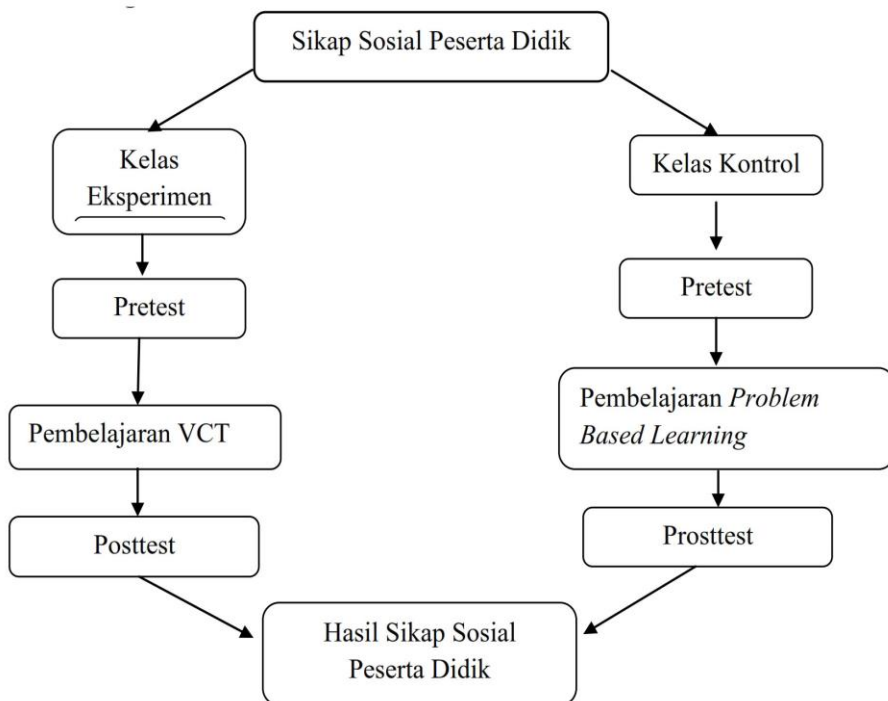 Sikap Sosial Peserta Didik
Kelas
Eksperimen
Kelas Kontrol
Pretest
Pretest
Pembelajaran VCT
Pembelajaran Problem
Based Learning
Posttest
Prosttest
Hasil Sikap Sosial
Peserta Didik